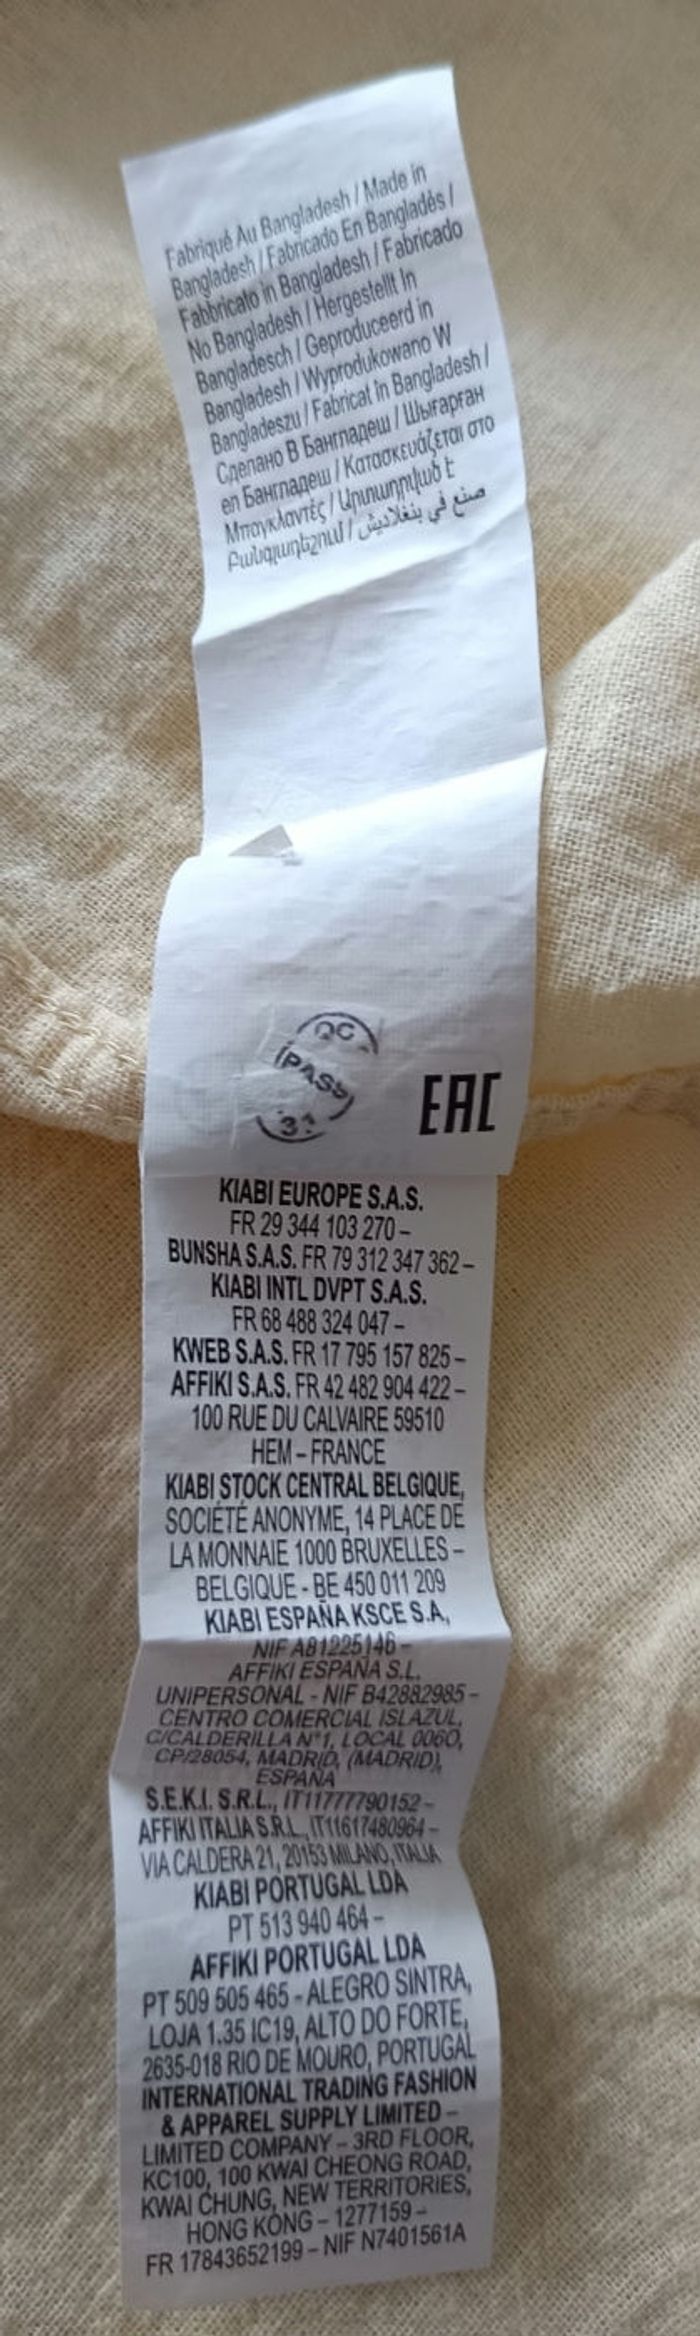 Fabriqué Au Bangladesh / Made in
Bangladesh / Fabricado En Bangladés /
Fabbricato in Bangladesh / Fabricado
No Bangladesh / Hergestellt In
Bangladesch / Geproduceerd in
Bangladesh / Wyprodukowano W
Bangladeszu / Fabricat în Bangladesh /
Сделано В Бангладеш / Шығарған
ел Бангладеш / Κατασκευάζεται στο
Μπαγκλαντές / Արտադրված է
Բանգլադեշում / صنع في بنغلاديش
QC
PASS
EAC
KIABI EUROPE S.A.S.
FR 29 344 103 270 –
BUNSHA S.A.S. FR 79 312 347 362 –
KIABI INTL DVPT S.A.S.
FR 68 488 324 047 –
KWEB S.A.S. FR 17 795 157 825 –
AFFIKI S.A.S. FR 42 482 904 422 –
100 RUE DU CALVAIRE 59510
HEM – FRANCE
KIABI STOCK CENTRAL BELGIQUE,
SOCIÉTÉ ANONYME, 14 PLACE DE
LA MONNAIE 1000 BRUXELLES –
BELGIQUE - BE 450 011 209
KIABI ESPAÑA KSCE S.A,
NIF A81225146 –
AFFIKI ESPAÑA S.L.
UNIPERSONAL - NIF B42882985 –
CENTRO COMERCIAL ISLAZUL,
C/CALDERILLA N°1, LOCAL 0060,
CP/28054, MADRID, (MADRID),
ESPAÑA
S.E.K.I. S.R.L., IT11777790152 –
AFFIKI ITALIA S.R.L., IT11617480964 –
VIA CALDERA 21, 20153 MILANO, ITALIA
KIABI PORTUGAL LDA
PT 513 940 464 –
AFFIKI PORTUGAL LDA
PT 509 505 465 - ALEGRO SINTRA,
LOJA 1.35 IC19, ALTO DO FORTE,
2635-018 RIO DE MOURO, PORTUGAL
INTERNATIONAL TRADING FASHION
& APPAREL SUPPLY LIMITED –
LIMITED COMPANY – 3RD FLOOR,
KC100, 100 KWAI CHEONG ROAD,
KWAI CHUNG, NEW TERRITORIES,
HONG KONG – 1277159 –
FR 17843652199 – NIF N7401561A